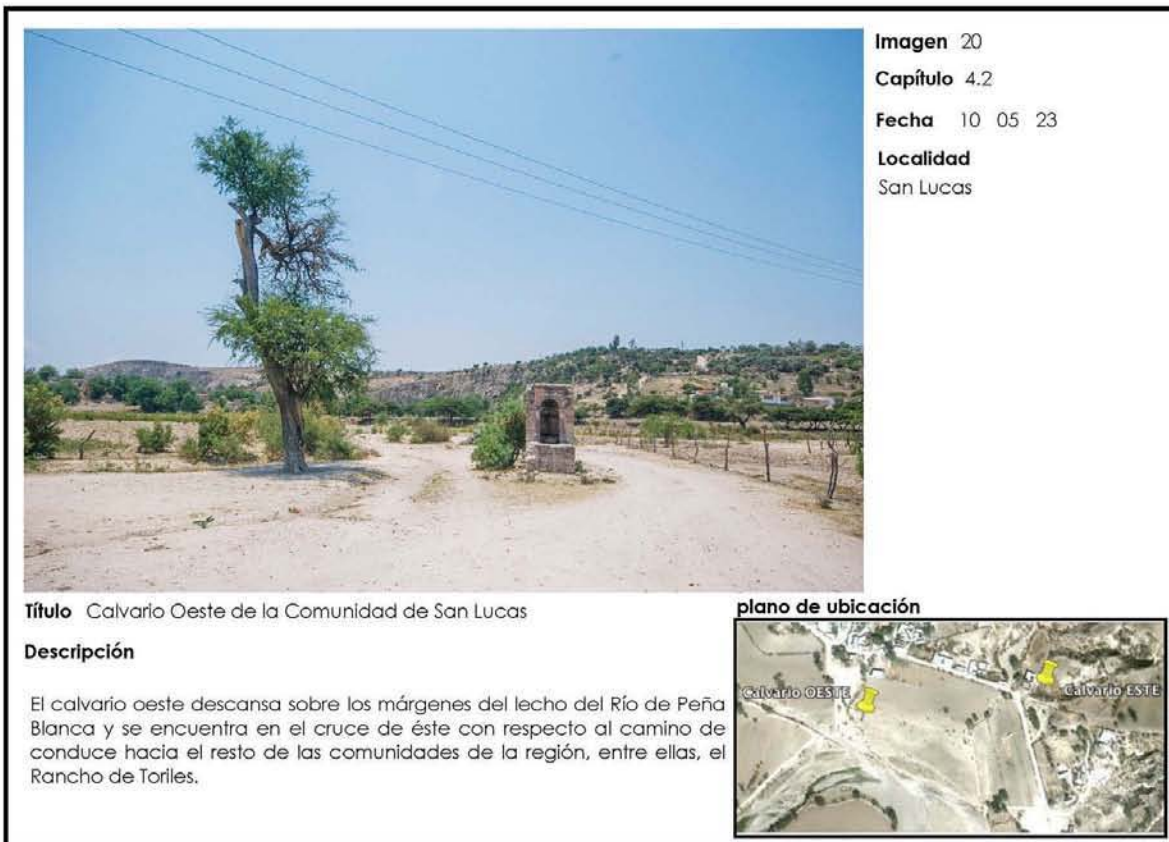 Imagen 20
Capítulo 4.2
Fecha 10 05 23
Localidad
San Lucas
Título Calvario Oeste de la Comunidad de San Lucas
Descripción
El calvario oeste descansa sobre los márgenes del lecho del Río de Peña
Blanca y se encuentra en el cruce de éste con respecto al camino de
conduce hacia el resto de las comunidades de la región, entre ellas, el
Rancho de Toriles.
plano de ubicación
Calvario OESTE
Calvario ESTE